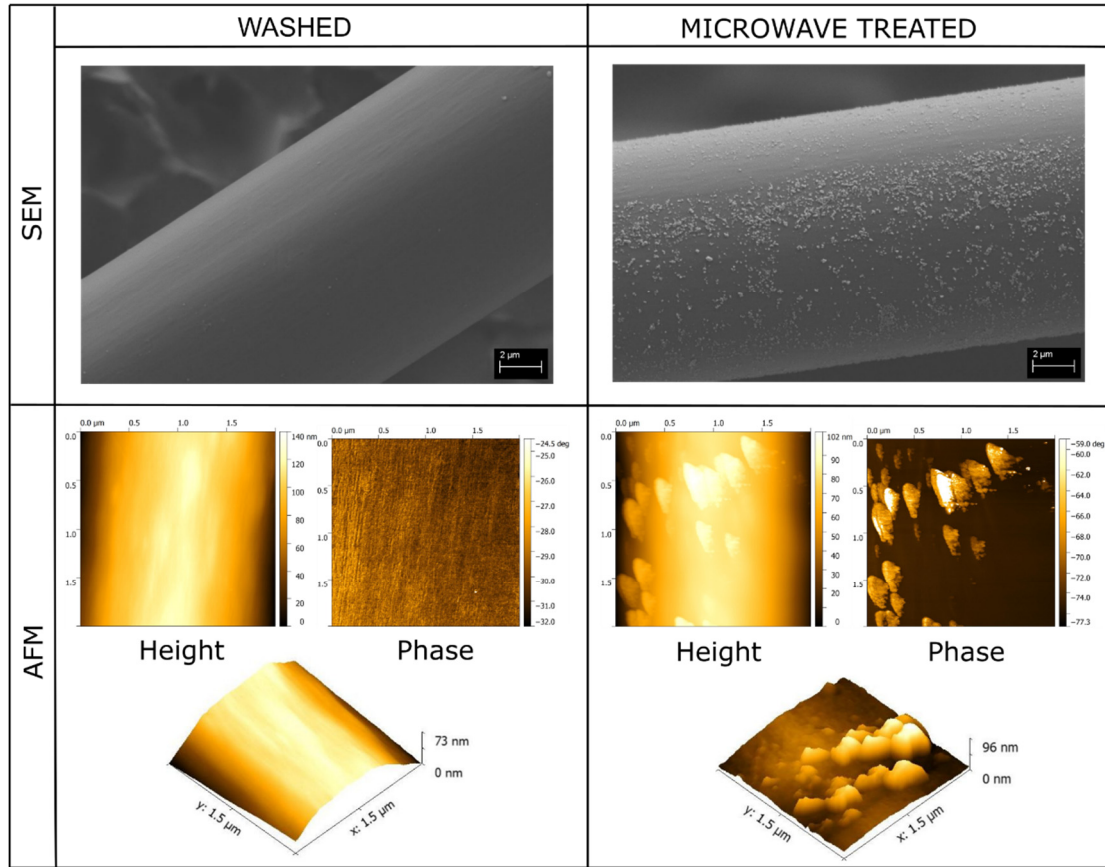 WASHED
MICROWAVE TREATED
SEM
2 µm
2 µm
AFM
0.0 µm 0.5 1.0 1.5
0.0
0.5
1.0
1.5
140 nm
120
100
80
60
40
20
0
0.0 µm 0.5 1.0 1.5
0.0
0.5
1.0
1.5
−24.5 deg
−25.0
−26.0
−27.0
−28.0
−29.0
−30.0
−31.0
−32.0
Height
Phase
73 nm
0 nm
y: 1.5 µm
x: 1.5 µm
0.0 µm 0.5 1.0 1.5
0.0
0.5
1.0
1.5
102 nm
90
80
70
60
50
40
30
20
0
0.0 µm 0.5 1.0 1.5
0.0
0.5
1.0
1.5
−59.0 deg
−60.0
−62.0
−64.0
−66.0
−68.0
−70.0
−72.0
−74.0
−77.3
Height
Phase
96 nm
0 nm
y: 1.5 µm
x: 1.5 µm